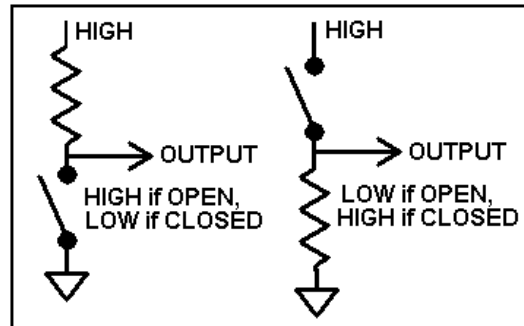 HIGH
OUTPUT
HIGH if OPEN,
LOW if CLOSED
HIGH
OUTPUT
LOW if OPEN,
HIGH if CLOSED